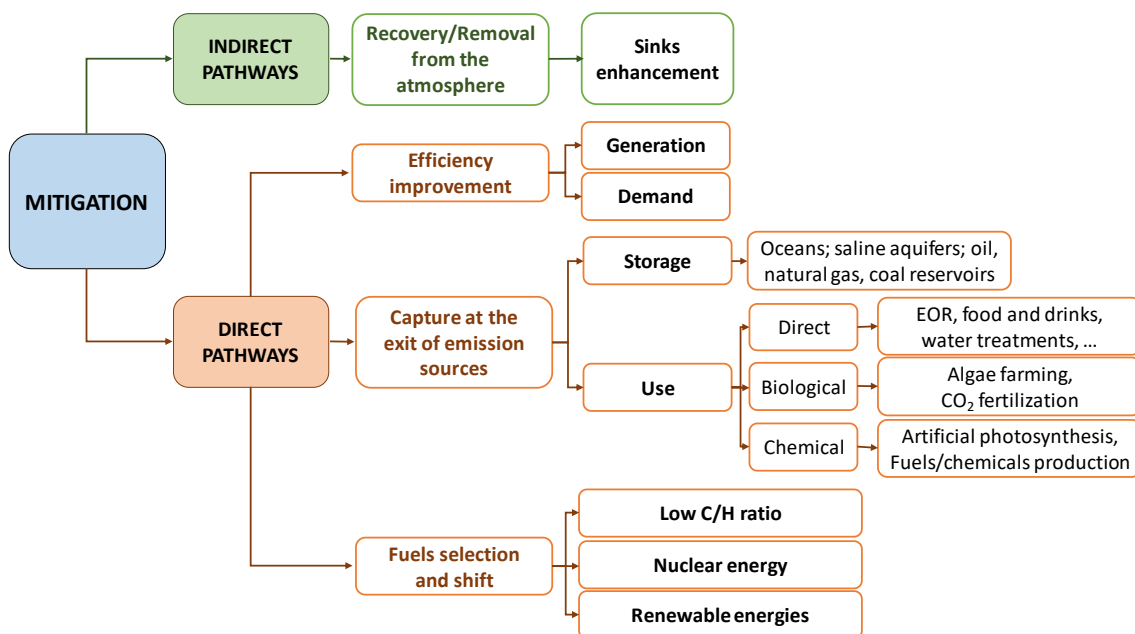 INDIRECT
PATHWAYS
Recovery/Removal
from the
atmosphere
Sinks
enhancement
MITIGATION
Efficiency
improvement
Generation
Demand
DIRECT
PATHWAYS
Capture at the
exit of emission
sources
Storage
Oceans; saline aquifers; oil,
natural gas, coal reservoirs
Use
Direct
EOR, food and drinks,
water treatments, ...
Biological
Algae farming,
CO₂ fertilization
Chemical
Artificial photosynthesis,
Fuels/chemicals production
Fuels selection
and shift
Low C/H ratio
Nuclear energy
Renewable energies